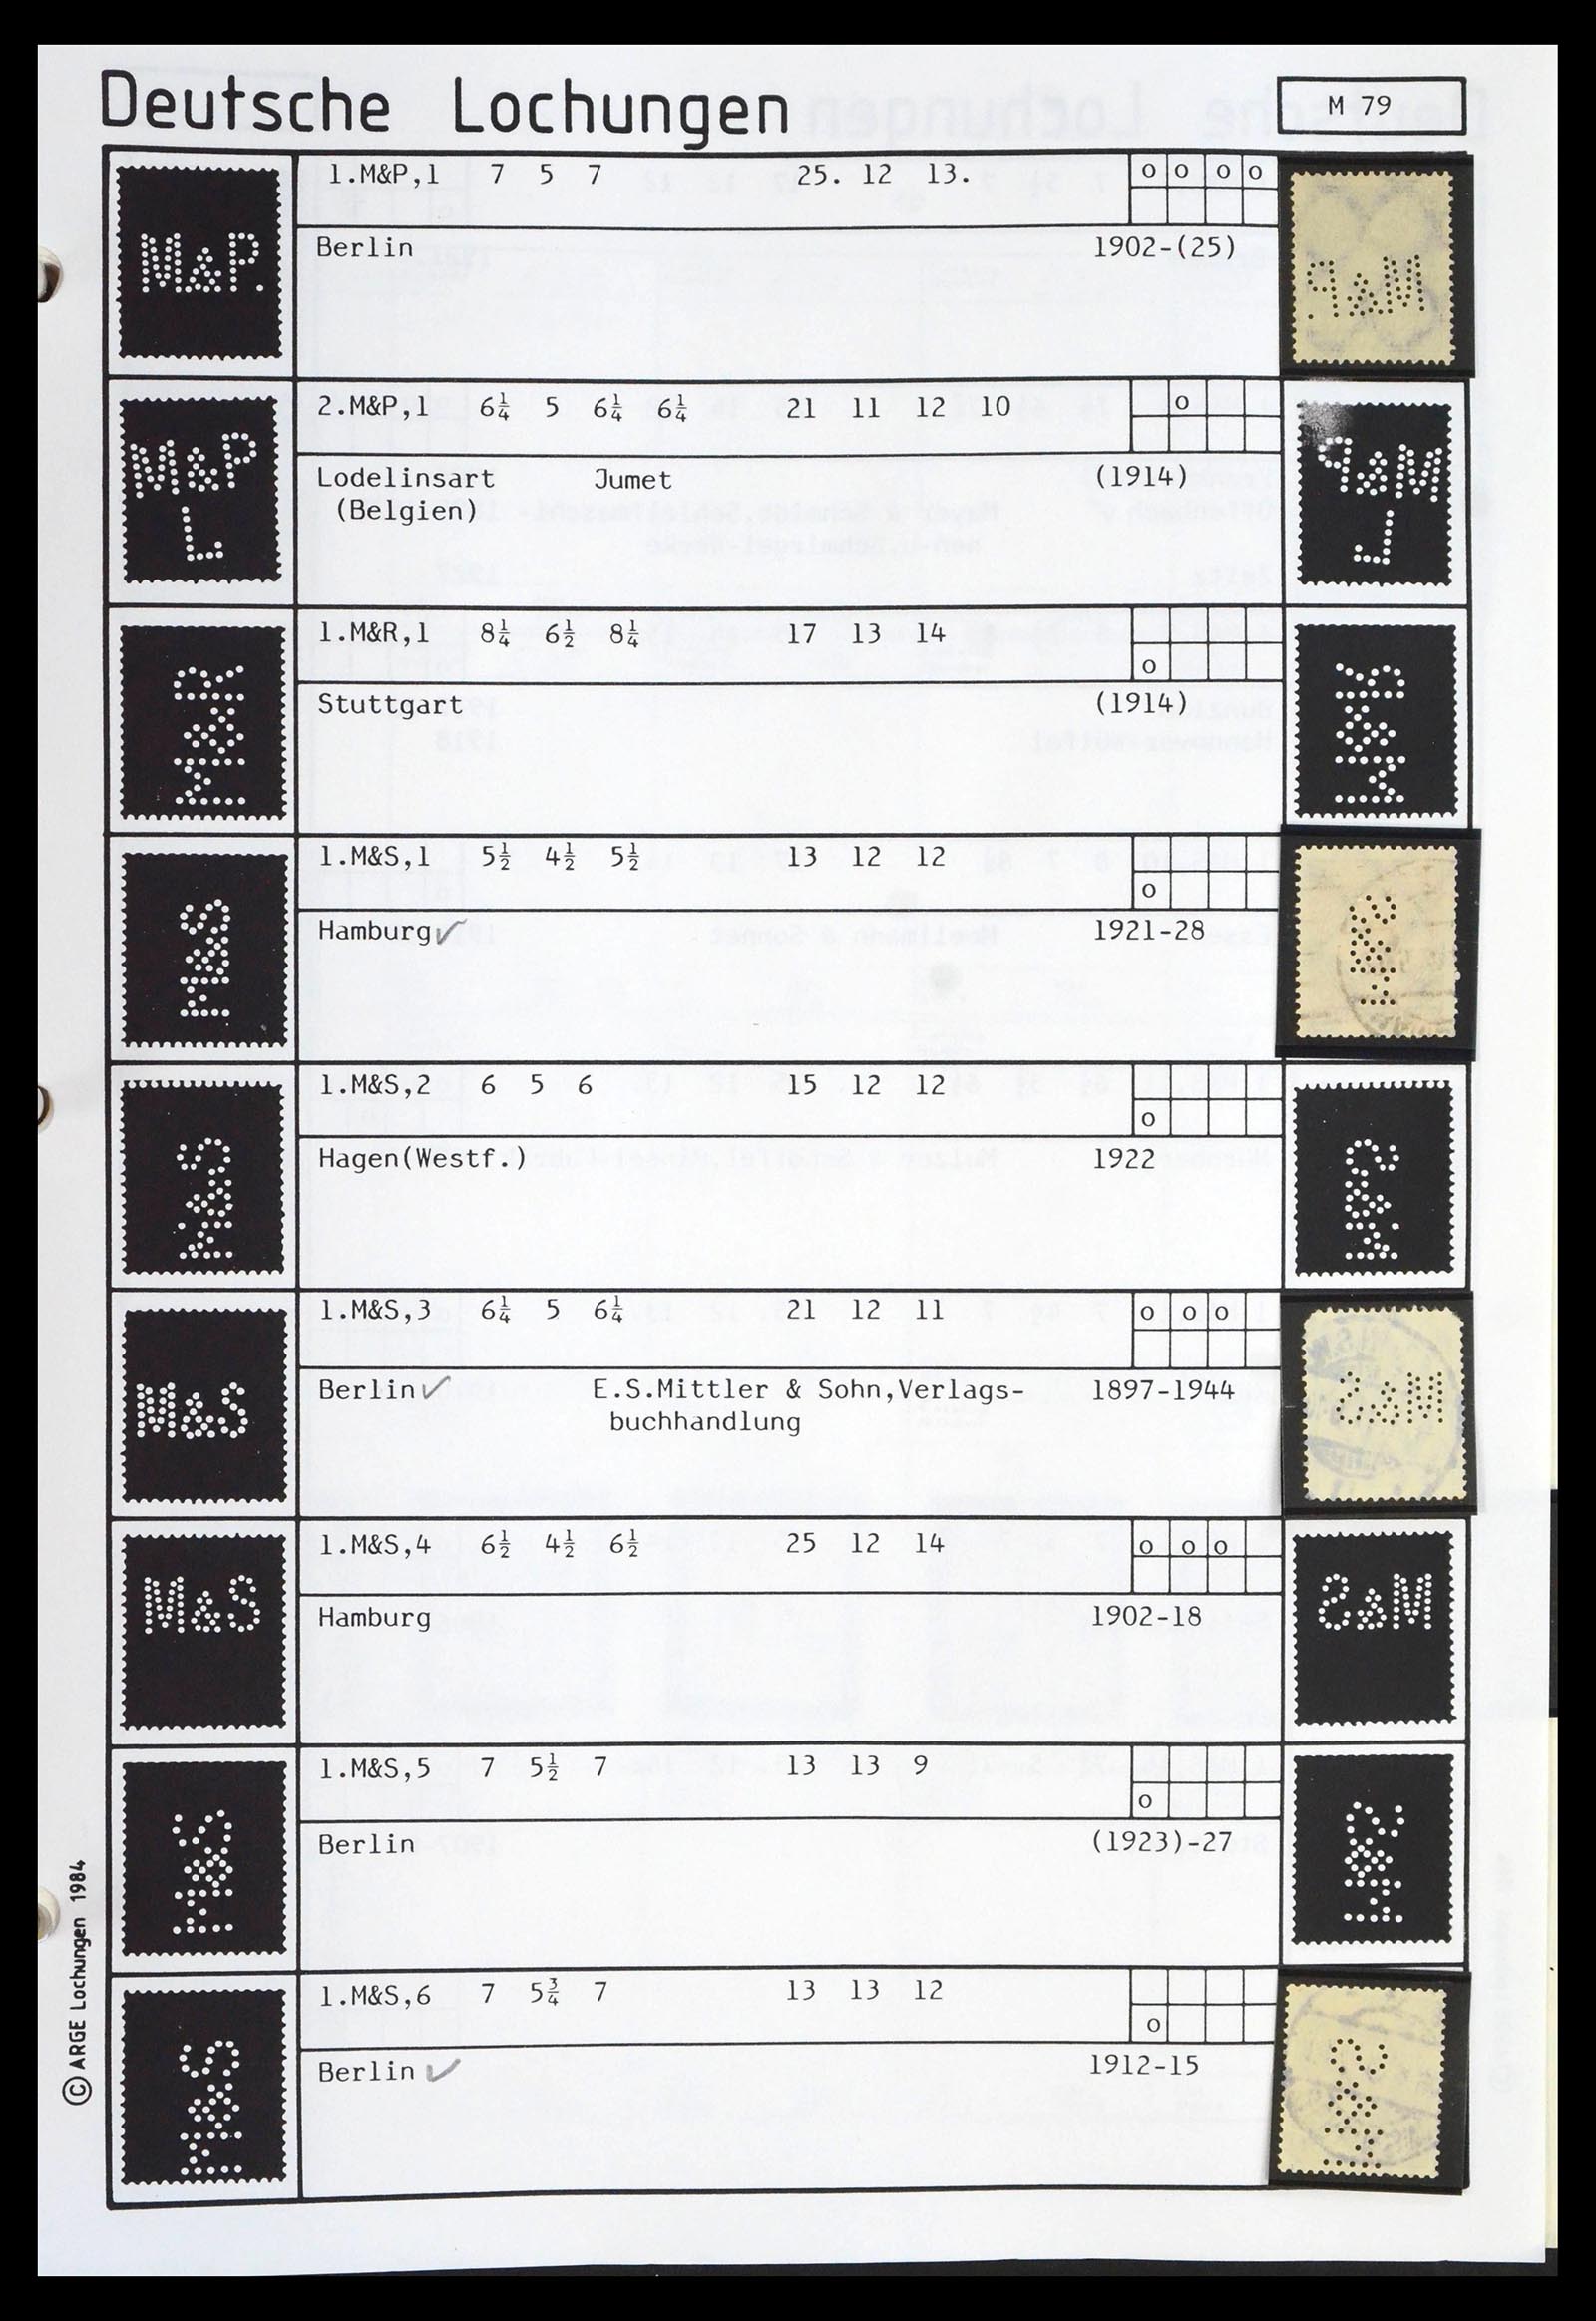 Deutsche Lochungen
M 79
M&P.
1.M&P,1 7 5 7 25. 12 13. o o o o
Berlin 1902-(25)
M&P
L
2.M&P,1 6¼ 5 6¼ 6¼ 21 11 12 10 o
Lodelinsart Jumet (1914)
(Belgien)
M&P
L
M&R
1.M&R,1 8¼ 6½ 8¼ 17 13 14
o
Stuttgart (1914)
M&R
M&S
1.M&S,1 5½ 4½ 5½ 13 12 12
o
Hamburg✓ 1921-28
M&S
1.M&S,2 6 5 6 15 12 12
o
Hagen(Westf.) 1922
M&S
M&S
1.M&S,3 6¼ 5 6¼ 21 12 11 o o o
Berlin✓ E.S.Mittler & Sohn,Verlags- 1897-1944
buchhandlung
M&S
M&S
1.M&S,4 6½ 4½ 6½ 25 12 14 o o o
Hamburg 1902-18
M&S
M&S
1.M&S,5 7 5½ 7 13 13 9
o
Berlin (1923)-27
M&S
M&S
1.M&S,6 7 5¾ 7 13 13 12
o
Berlin ✓ 1912-15
M&S
© ARGE Lochungen 1984